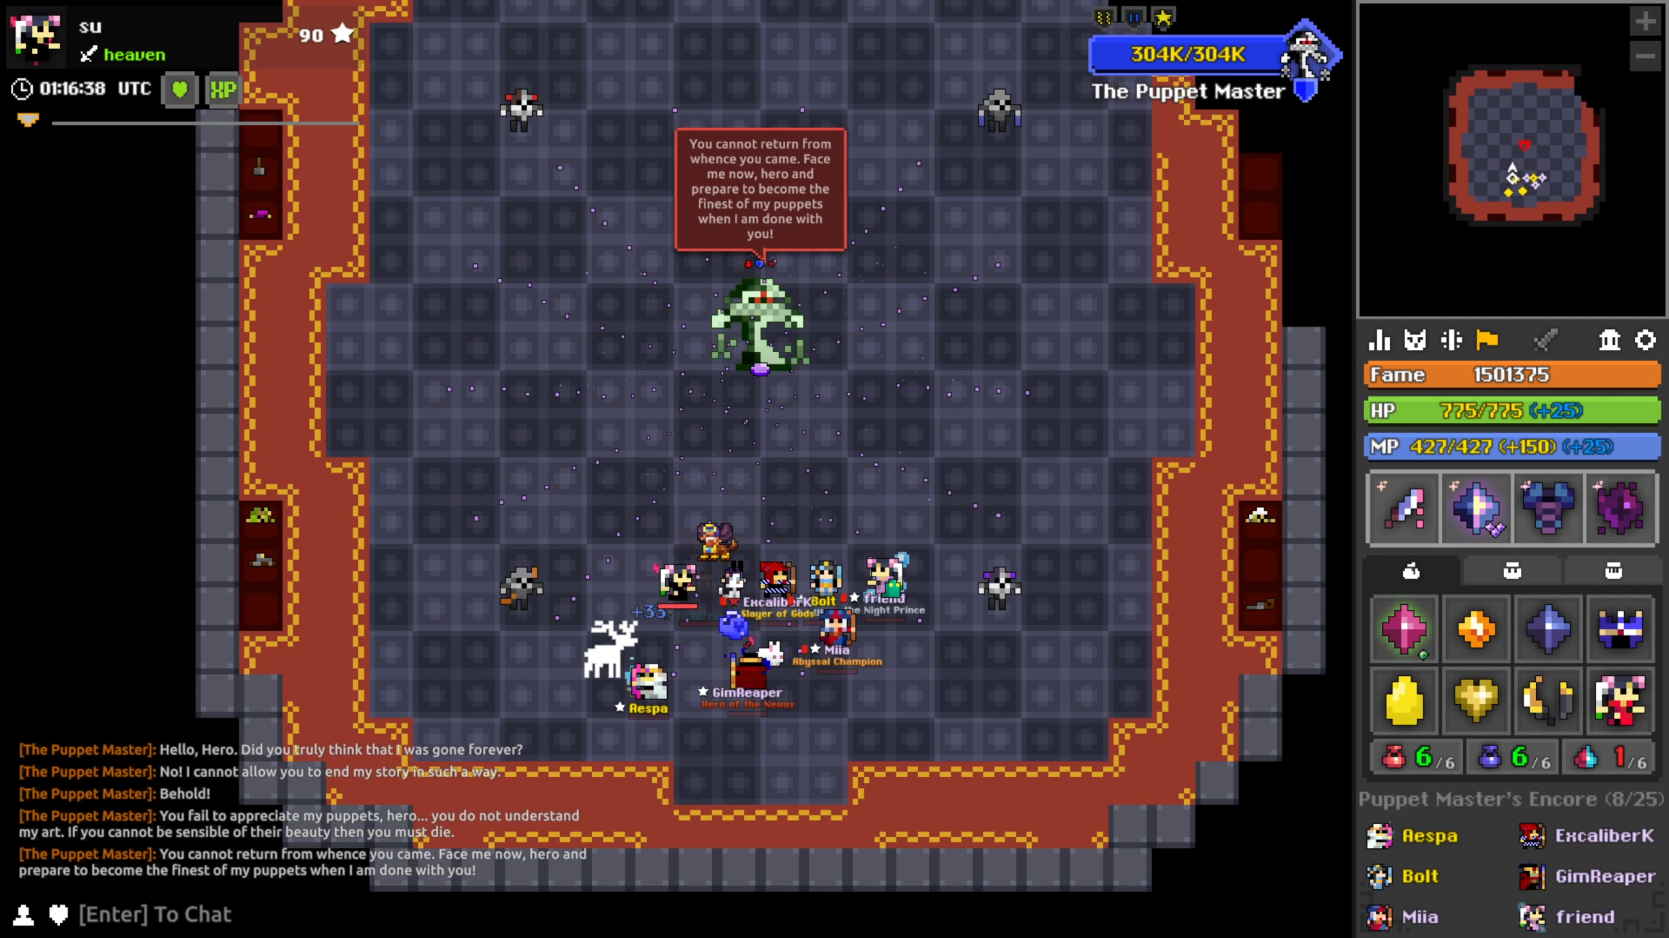 su
heaven
90
01:16:38 UTC
XP
304K/304K
The Puppet Master
You cannot return from
whence you came. Face
me now, hero and
prepare to become the
finest of my puppets
when I am done with
you!
+35
ExcaliberK
Slayer of Gods
Bolt
friend
the Night Prince
Miia
Abyssal Champion
GimReaper
Hero of the Nexus
Aespa
[The Puppet Master]: Hello, Hero. Did you truly think that I was gone forever?
[The Puppet Master]: No! I cannot allow you to end my story in such a way.
[The Puppet Master]: Behold!
[The Puppet Master]: You fail to appreciate my puppets, hero... you do not understand
my art. If you cannot be sensible of their beauty then you must die.
[The Puppet Master]: You cannot return from whence you came. Face me now, hero and
prepare to become the finest of my puppets when I am done with you!
[Enter] To Chat
Fame 1501375
HP 775/775 (+25)
MP 427/427 (+150) (+25)
6/6 6/6 1/6
Puppet Master's Encore (8/25)
Aespa ExcaliberK
Bolt GimReaper
Miia friend